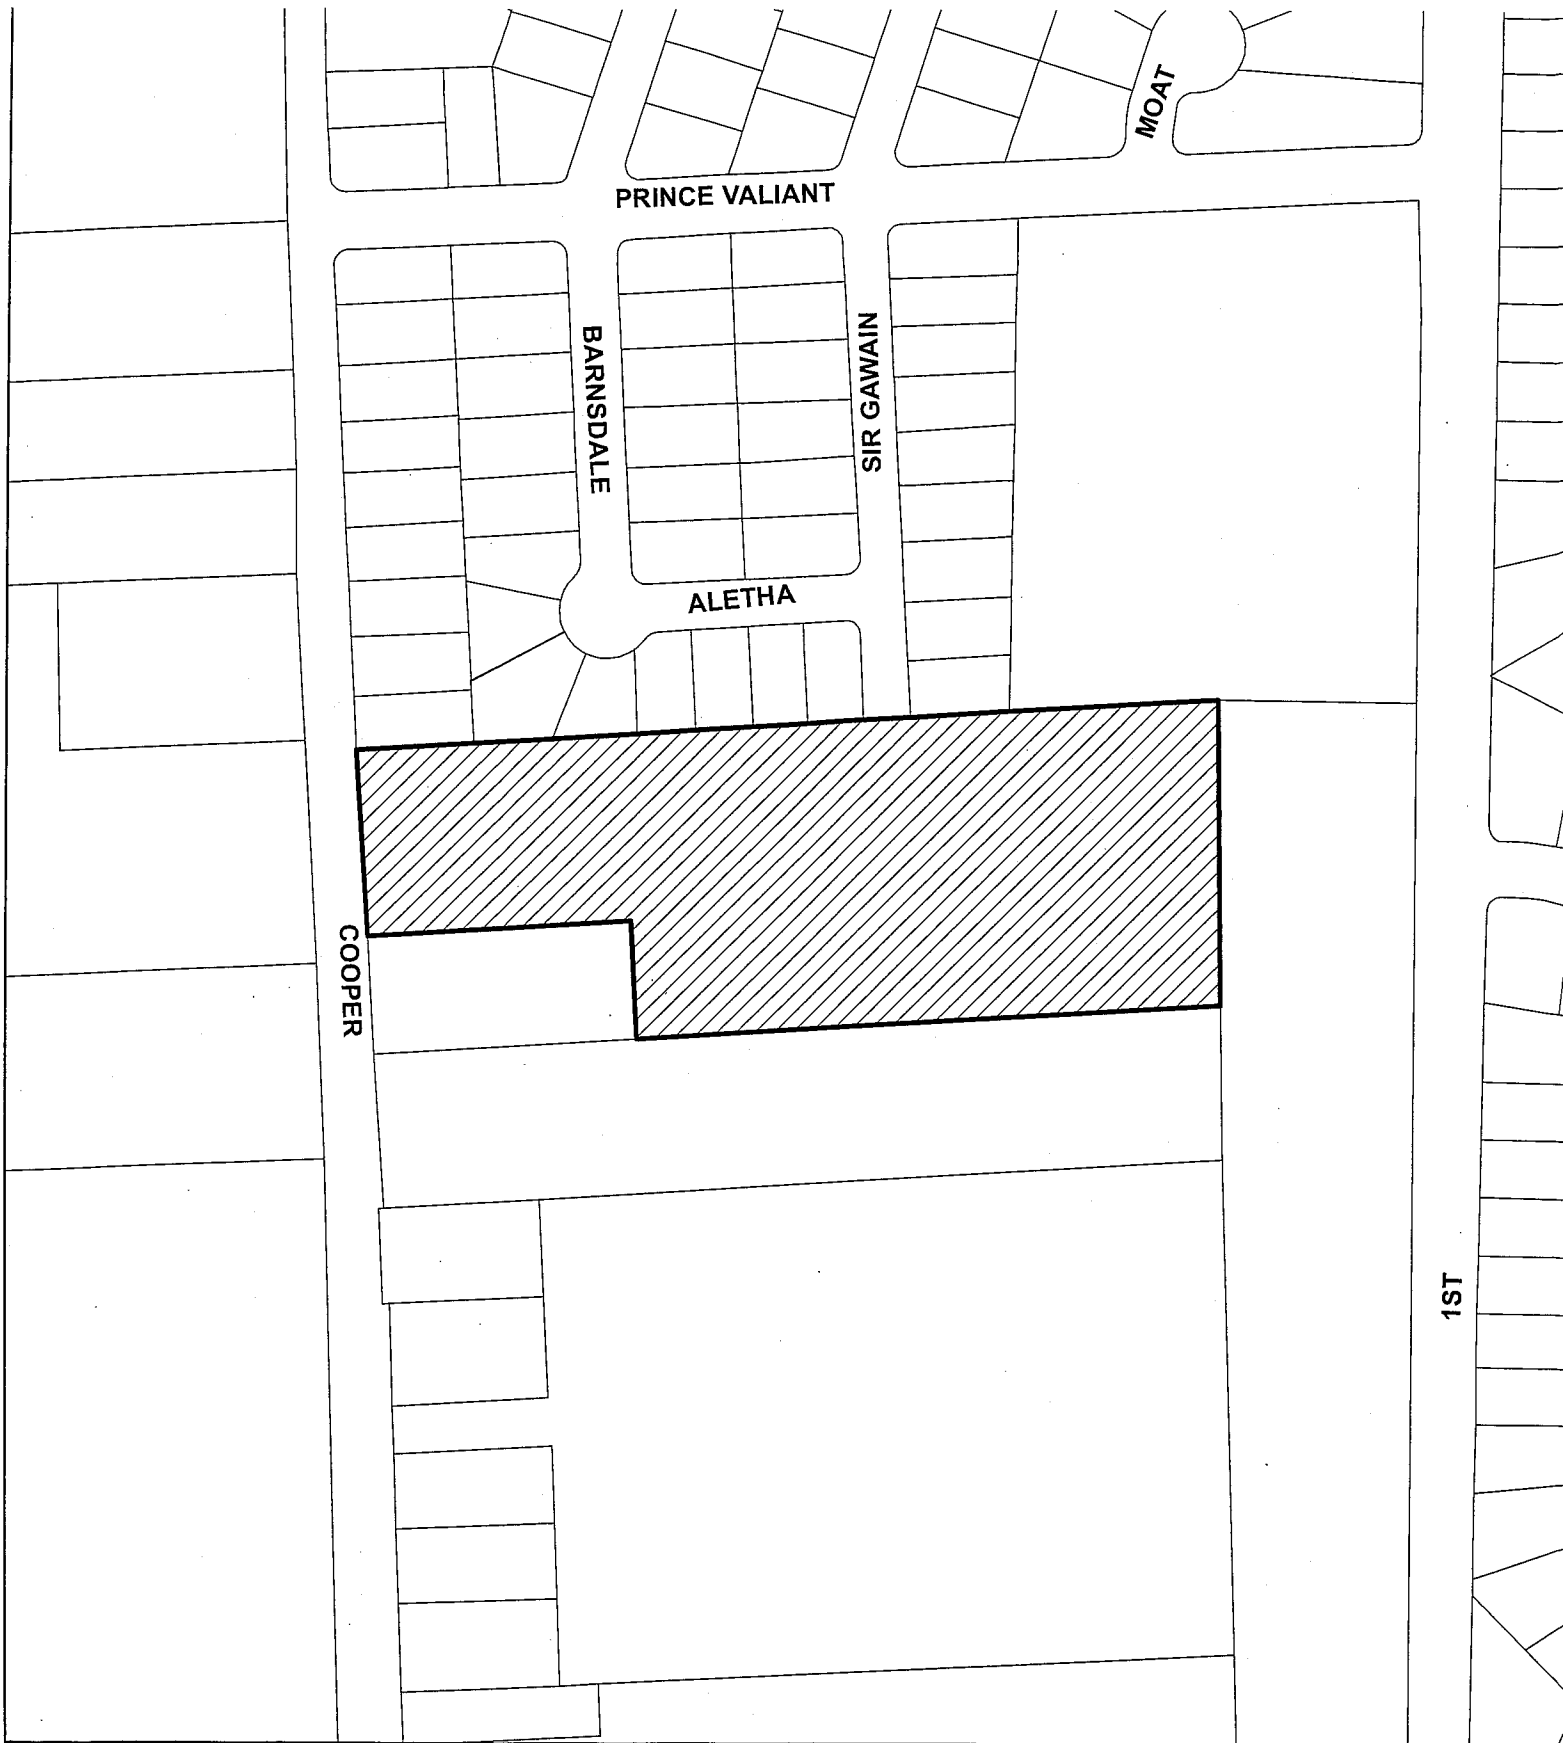 MOAT
PRINCE VALIANT
BARNSDALE
SIR GAWAIN
ALETHA
COOPER
1ST